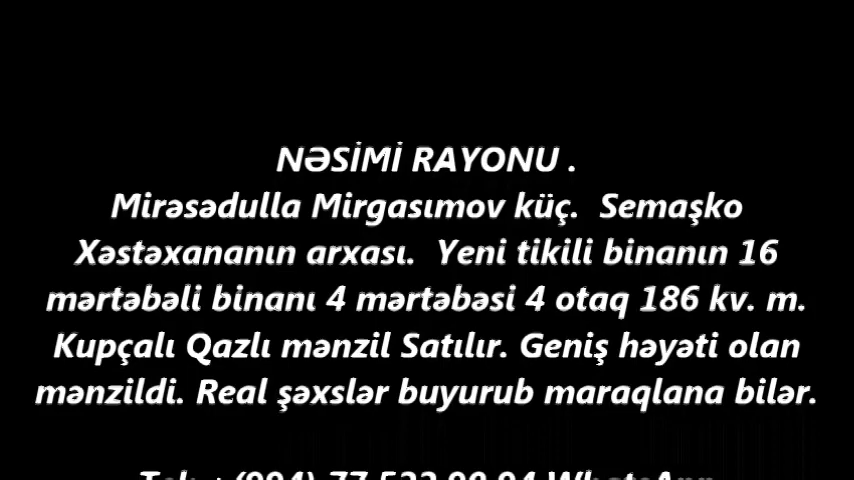 NƏSİMİ RAYONU .
Mirəsədulla Mirgasımov küç. Semaşko
Xəstəxananın arxası. Yeni tikili binanın 16
mərtəbəli binanı 4 mərtəbəsi 4 otaq 186 kv. m.
Kupçalı Qazlı mənzil Satılır. Geniş həyəti olan
mənzildi. Real şəxslər buyurub maraqlana bilər.